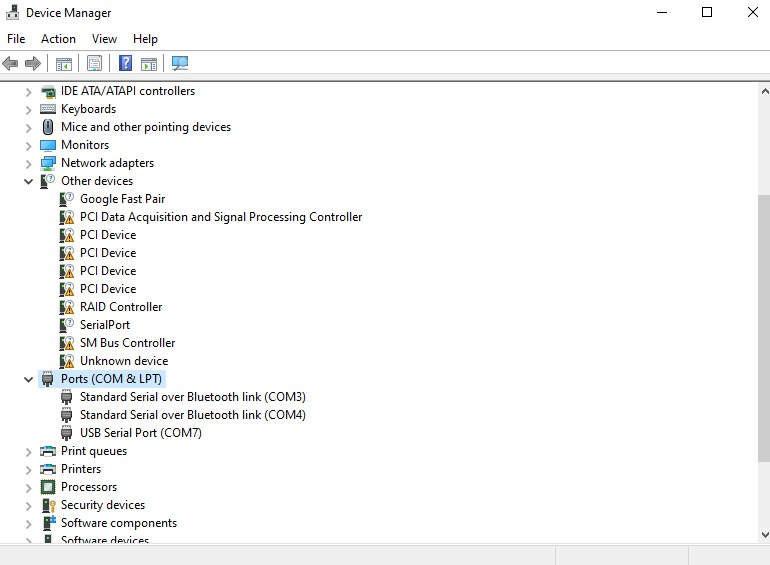 Device Manager
File Action View Help
IDE ATA/ATAPI controllers
Keyboards
Mice and other pointing devices
Monitors
Network adapters
Other devices
Google Fast Pair
PCI Data Acquisition and Signal Processing Controller
PCI Device
PCI Device
PCI Device
PCI Device
RAID Controller
SerialPort
SM Bus Controller
Unknown device
Ports (COM & LPT)
Standard Serial over Bluetooth link (COM3)
Standard Serial over Bluetooth link (COM4)
USB Serial Port (COM7)
Print queues
Printers
Processors
Security devices
Software components
Software devices